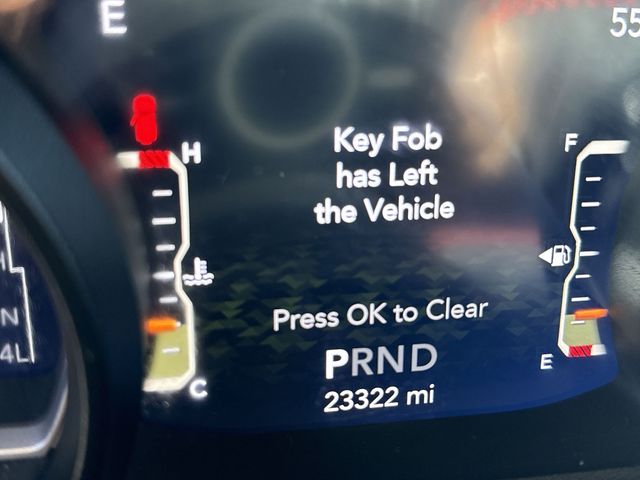 E
55
H
F
Key Fob
has Left
the Vehicle
Press OK to Clear
N
4L
C
E
PRND
23322 mi